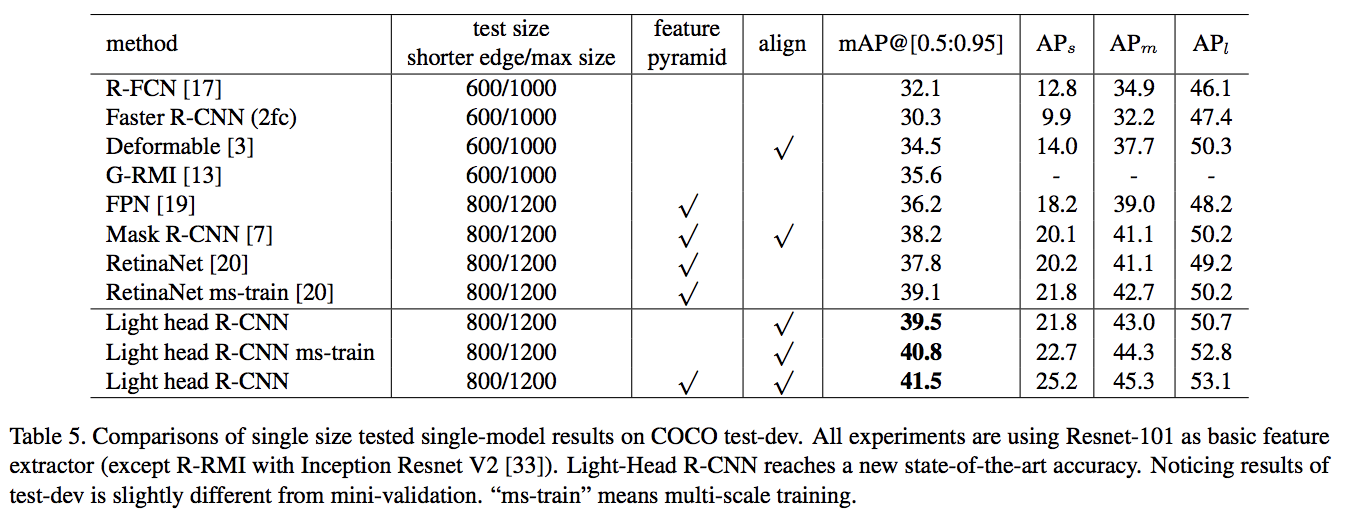 method test size shorter edge/max size feature pyramid align mAP@[0.5:0.95] APs APm APl
R-FCN [17] 600/1000 32.1 12.8 34.9 46.1
Faster R-CNN (2fc) 600/1000 30.3 9.9 32.2 47.4
Deformable [3] 600/1000 √ 34.5 14.0 37.7 50.3
G-RMI [13] 600/1000 35.6 - - -
FPN [19] 800/1200 √ 36.2 18.2 39.0 48.2
Mask R-CNN [7] 800/1200 √ √ 38.2 20.1 41.1 50.2
RetinaNet [20] 800/1200 √ 37.8 20.2 41.1 49.2
RetinaNet ms-train [20] 800/1200 √ 39.1 21.8 42.7 50.2
Light head R-CNN 800/1200 √ 39.5 21.8 43.0 50.7
Light head R-CNN ms-train 800/1200 √ 40.8 22.7 44.3 52.8
Light head R-CNN 800/1200 √ √ 41.5 25.2 45.3 53.1
Table 5. Comparisons of single size tested single-model results on COCO test-dev. All experiments are using Resnet-101 as basic feature
extractor (except R-RMI with Inception Resnet V2 [33]). Light-Head R-CNN reaches a new state-of-the-art accuracy. Noticing results of
test-dev is slightly different from mini-validation. “ms-train” means multi-scale training.